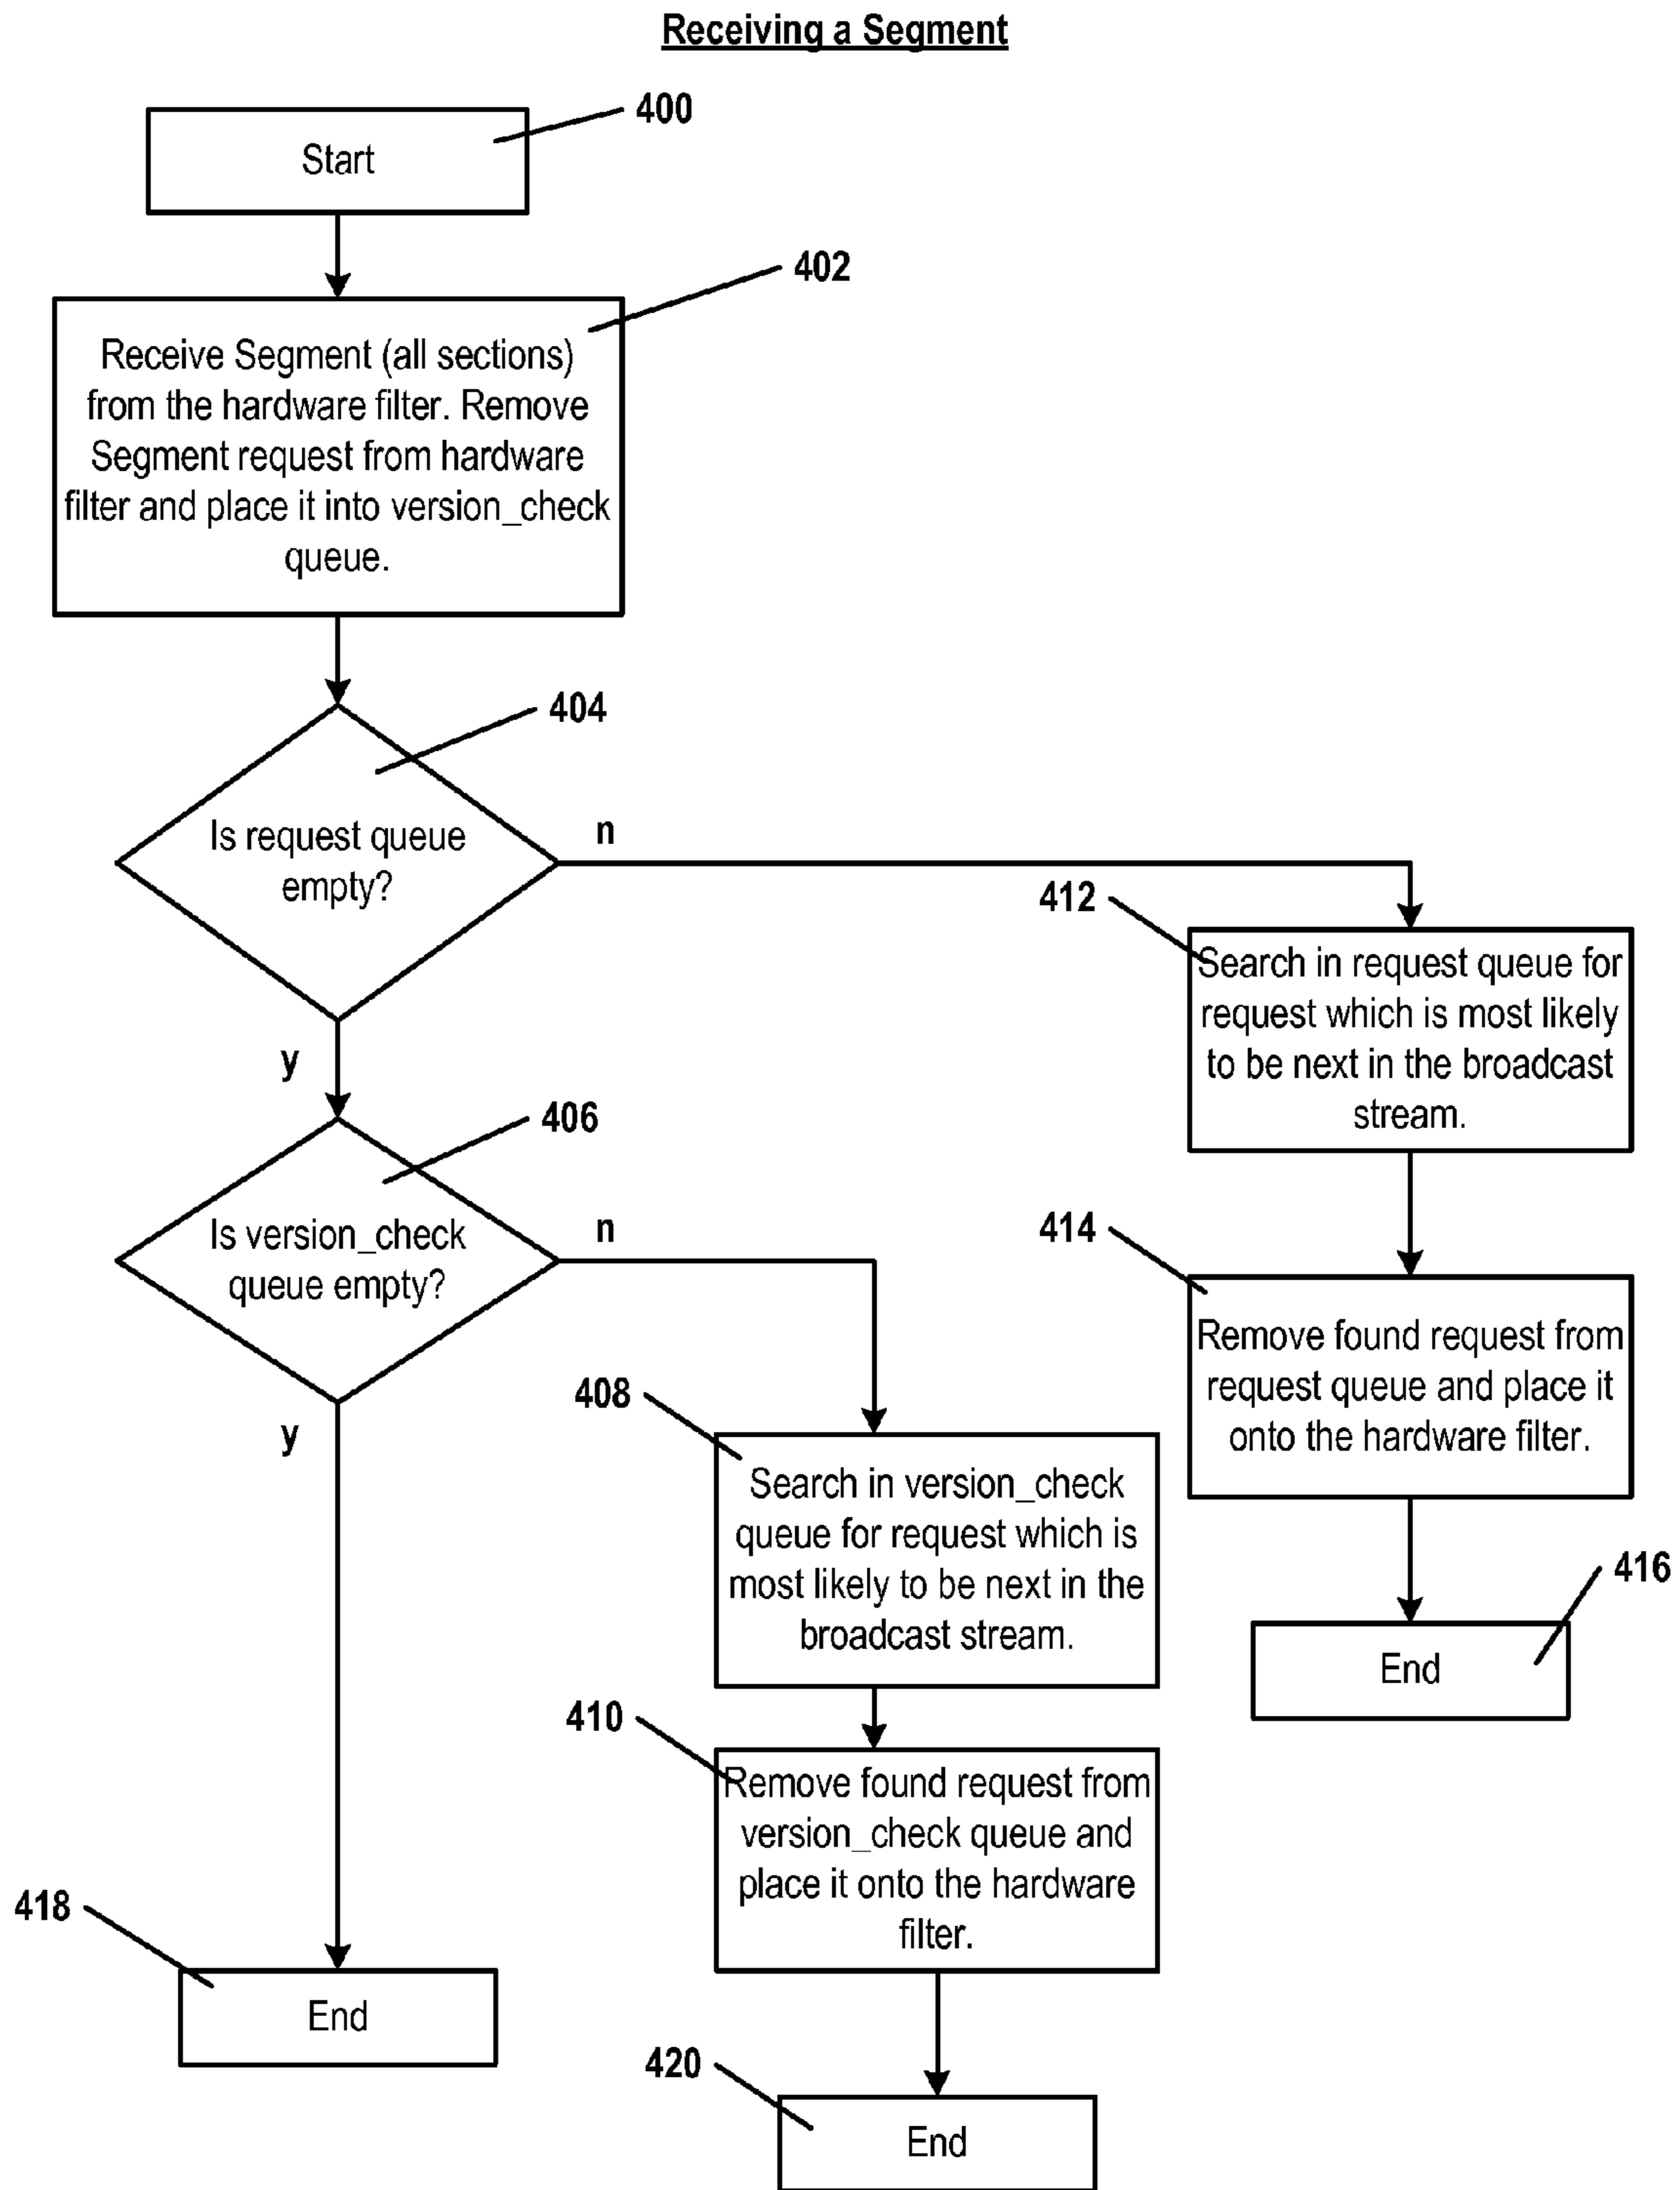 Receiving a Segment
400
Start
402
Receive Segment (all sections)
from the hardware filter. Remove
Segment request from hardware
filter and place it into version_check
queue.
404
Is request queue
empty?
n
y
412
Search in request queue for
request which is most likely
to be next in the broadcast
stream.
406
Is version_check
queue empty?
n
y
414
Remove found request from
request queue and place it
onto the hardware filter.
408
Search in version_check
queue for request which is
most likely to be next in the
broadcast stream.
416
End
410
Remove found request from
version_check queue and
place it onto the hardware
filter.
418
End
420
End